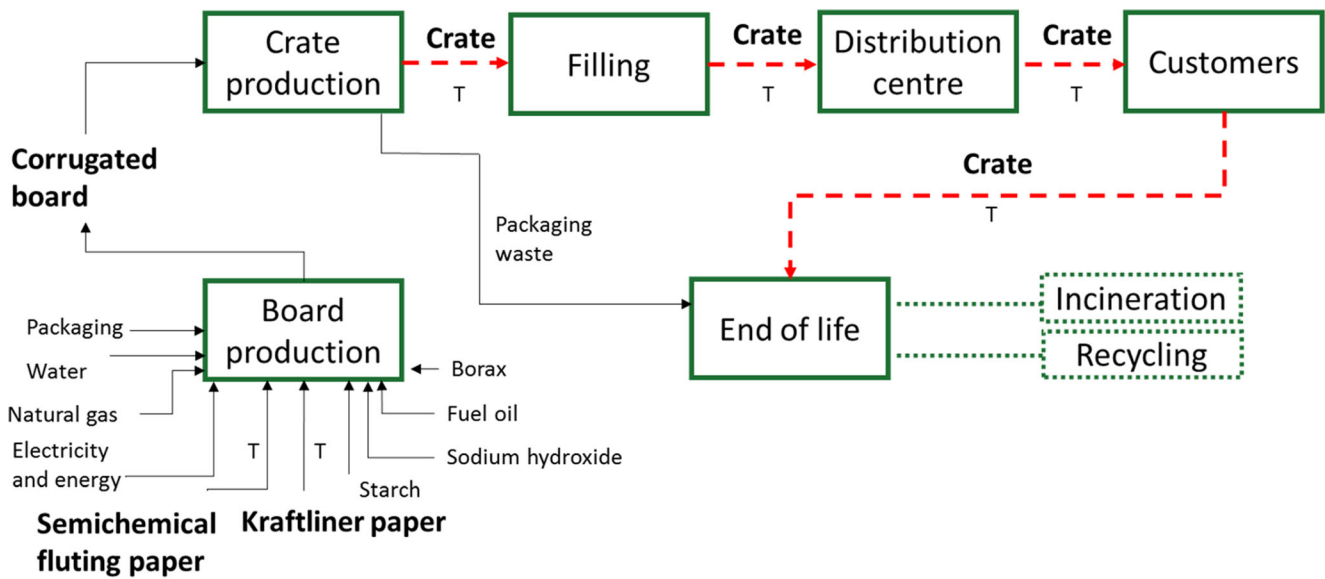 Crate
production
Crate
T
Filling
Crate
T
Distribution
centre
Crate
T
Customers
Corrugated
board
Crate
T
Packaging
waste
Board
production
End of life
Incineration
Recycling
Packaging
Water
Natural gas
Electricity
and energy
T
T
Borax
Fuel oil
Sodium hydroxide
Starch
Semichemical
fluting paper
Kraftliner paper